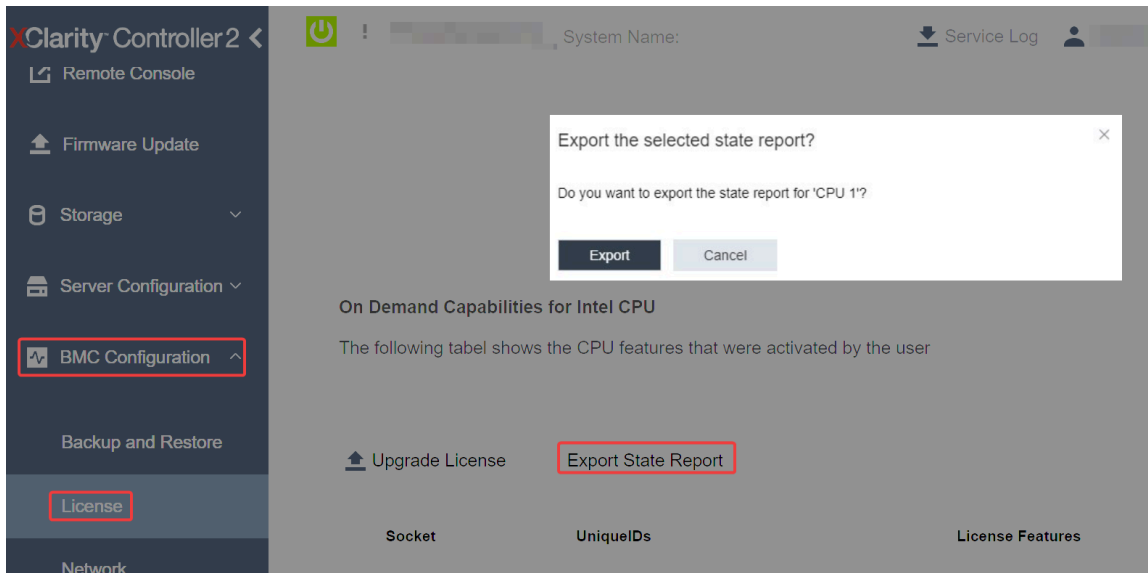 XClarity Controller 2
Remote Console
Firmware Update
Storage
Server Configuration
BMC Configuration
Backup and Restore
License
Network
! System Name:
Service Log
Export the selected state report?
Do you want to export the state report for 'CPU 1'?
Export Cancel
On Demand Capabilities for Intel CPU
The following tabel shows the CPU features that were activated by the user
Upgrade License Export State Report
Socket UniqueIDs License Features